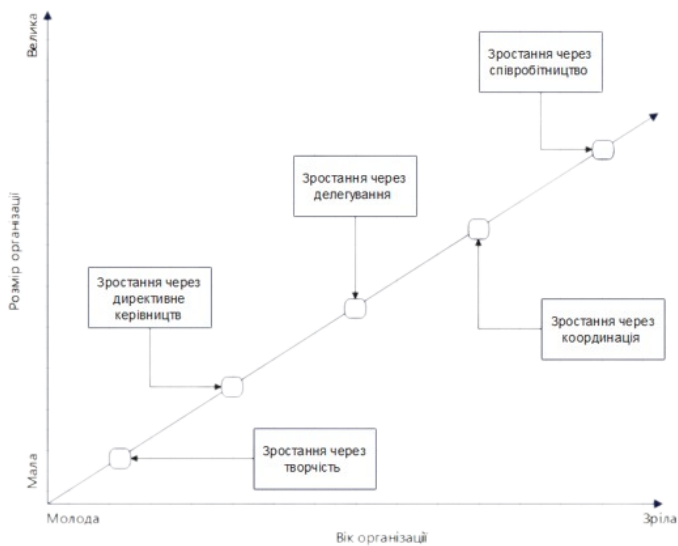 Велика
Зростання через
співробітництво
Зростання через
делегування
Розмір організації
Зростання через
директивне
керівництв
Зростання через
координація
Зростання через
творчість
Мала
Молода
Зріла
Вік організації